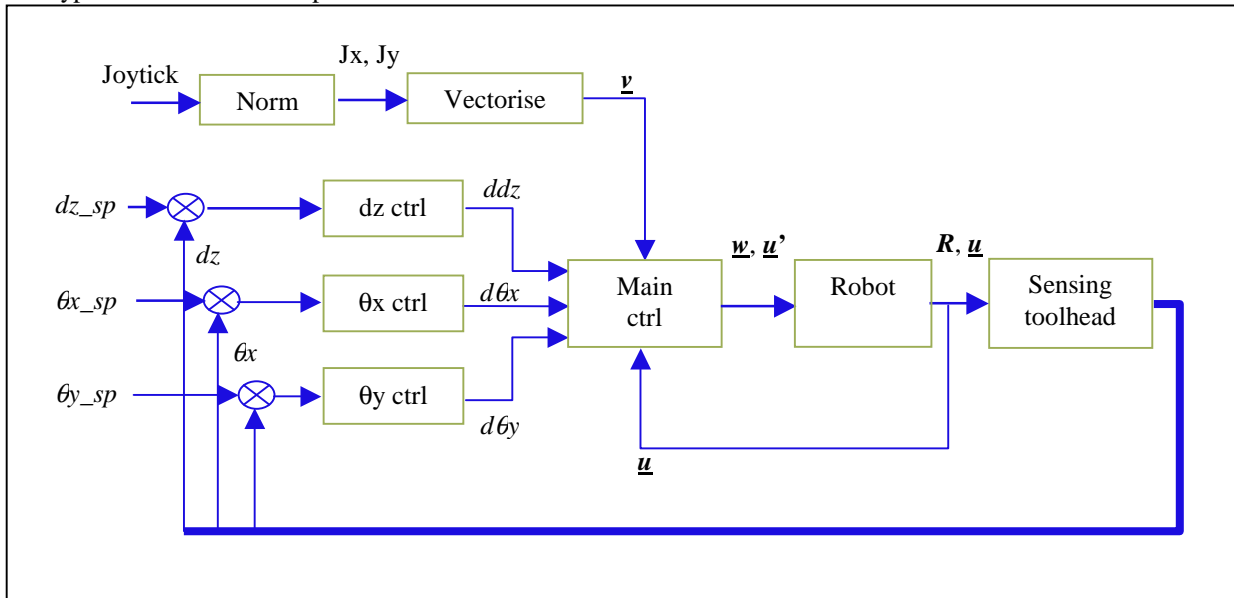 Jx, Jy
Joytick
Norm
Vectorise
v
dz_sp
dz ctrl
ddz
dz
θx_sp
θx ctrl
dθx
Main
ctrl
w, u’
Robot
R, u
Sensing
toolhead
θx
θy_sp
θy ctrl
dθy
u